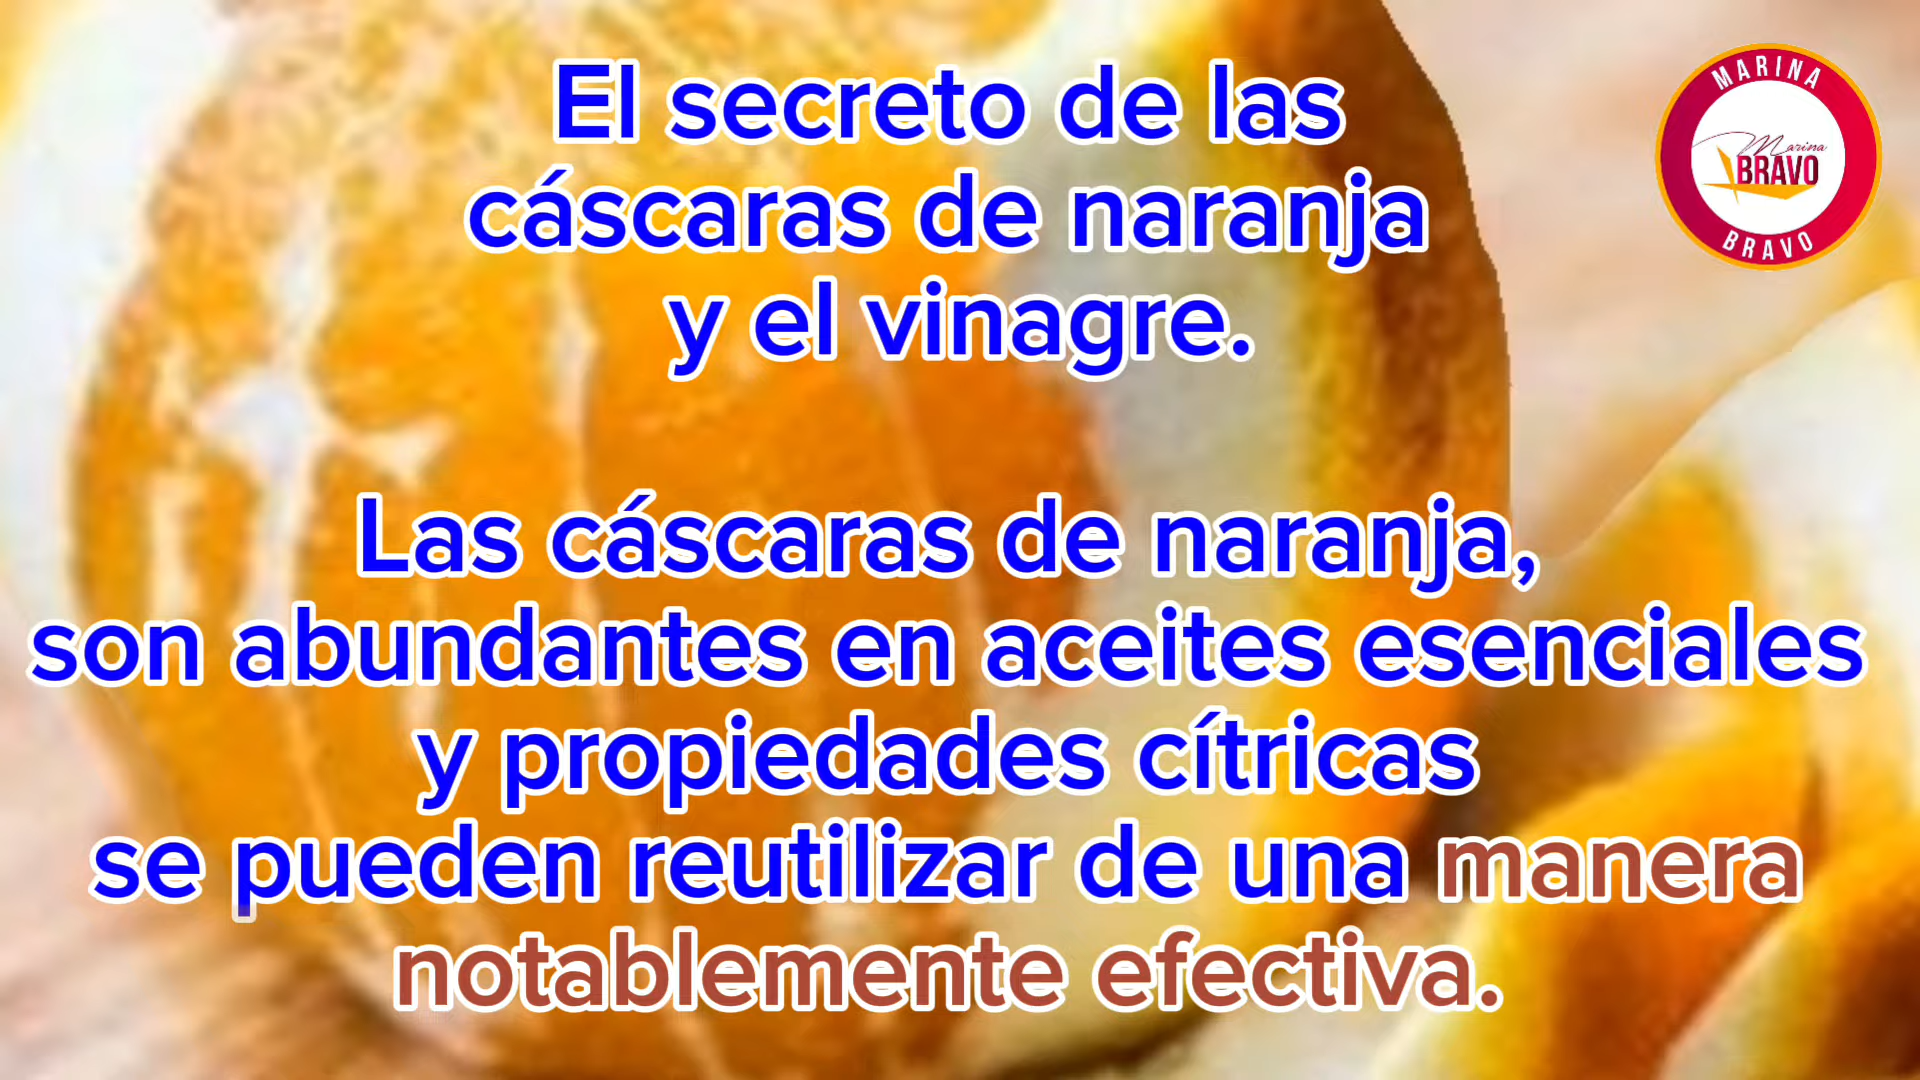 El secreto de las
cáscaras de naranja
y el vinagre.
Las cáscaras de naranja,
son abundantes en aceites esenciales
y propiedades cítricas
se pueden reutilizar de una manera
notablemente efectiva.
MARINA
Marina
BRAVO
BRAVO